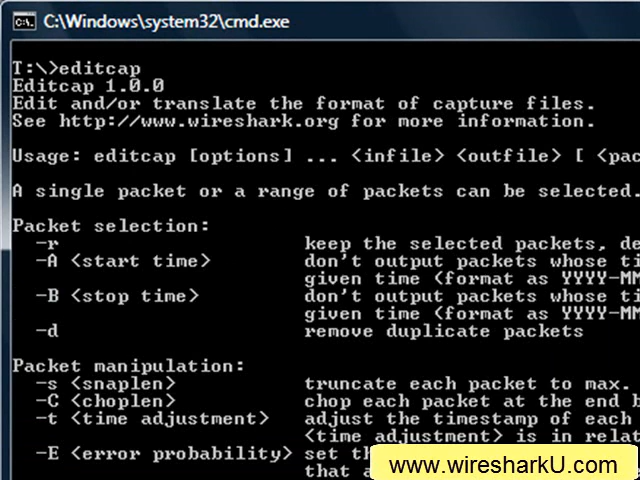 C:\Windows\system32\cmd.exe
T:\>editcap
Editcap 1.0.0
Edit and/or translate the format of capture files.
See http://www.wireshark.org for more information.
Usage: editcap [options] ... <infile> <outfile> [ <pac
A single packet or a range of packets can be selected.
Packet selection:
-r keep the selected packets, de
-A <start time> don't output packets whose ti
given time (format as YYYY-MM
-B <stop time> don't output packets whose ti
given time (format as YYYY-MM
-d remove duplicate packets
Packet manipulation:
-s <snaplen> truncate each packet to max.
-C <choplen> chop each packet at the end b
-t <time adjustment> adjust the timestamp of each
<time adjustment> is in relat
-E <error probability> set th
that a
www.wiresharkU.com